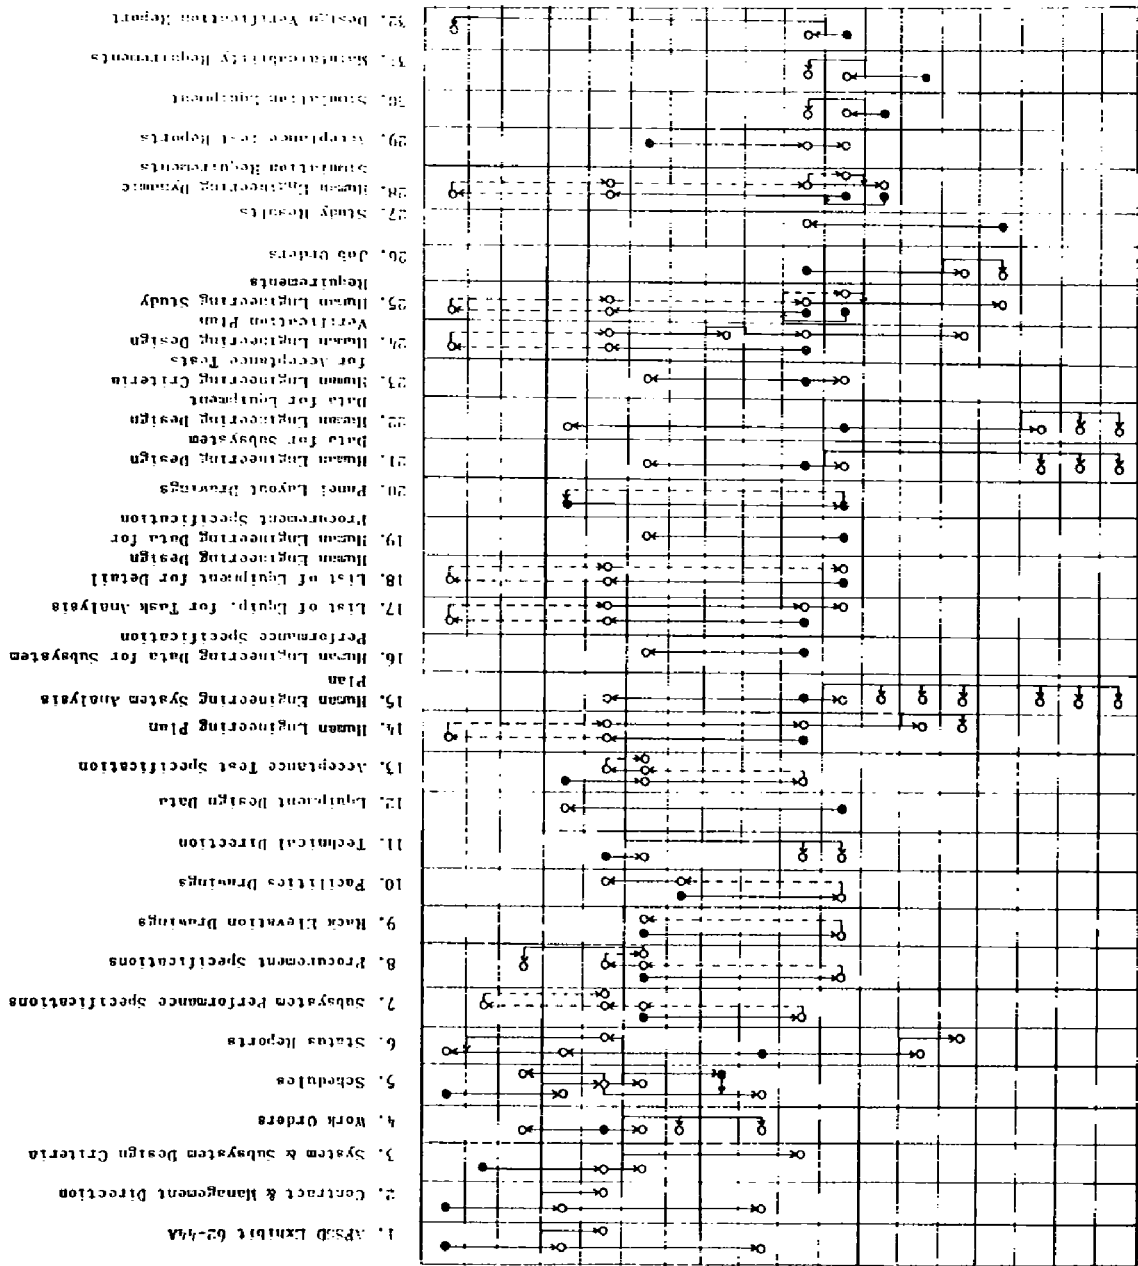 1. AFSSD Exhibit 62-44A
2. Contract & Management Direction
3. System & Subsystem Design Criteria
4. Work Orders
5. Schedules
6. Status Reports
7. Subsystem Performance Specifications
8. Procurement Specifications
9. Rack Elevation Drawings
10. Facilities Drawings
11. Technical Direction
12. Equipment Design Data
13. Acceptance Test Specification
14. Human Engineering Plan
15. Human Engineering System Analysis
Plan
16. Human Engineering Data for Subsystem
Performance Specification
17. List of Equip. for Task Analysis
18. List of Equipment for Detail
Human Engineering Design
19. Human Engineering Data for
Procurement Specification
20. Panel Layout Drawings
21. Human Engineering Design
Data for Subsystem
22. Human Engineering Design
Data for Equipment
23. Human Engineering Criteria
for Acceptance Tests
24. Human Engineering Design
Verification Plan
25. Human Engineering Study
Requirements
26. Job Orders
27. Study Results
28. Human Engineering Dynamic
Simulation Requirements
29. Acceptance Test Reports
30. Simulation Equipment
31. Maintainability Requirements
32. Design Verification Report